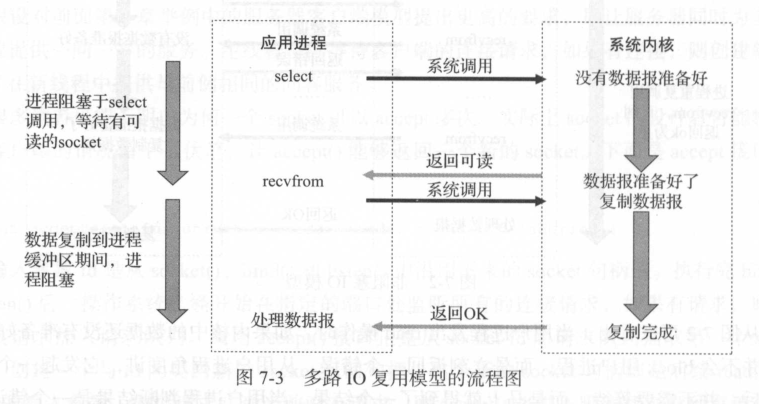 应用进程
系统内核
select
系统调用
没有数据报准备好
进程阻塞于select
调用，等待有可
读的socket
返回可读
recvfrom
系统调用
数据报准备好了
复制数据报
数据复制到进程
缓冲区期间，进
程阻塞
处理数据报
返回OK
复制完成
图 7-3 多路 IO 复用模型的流程图